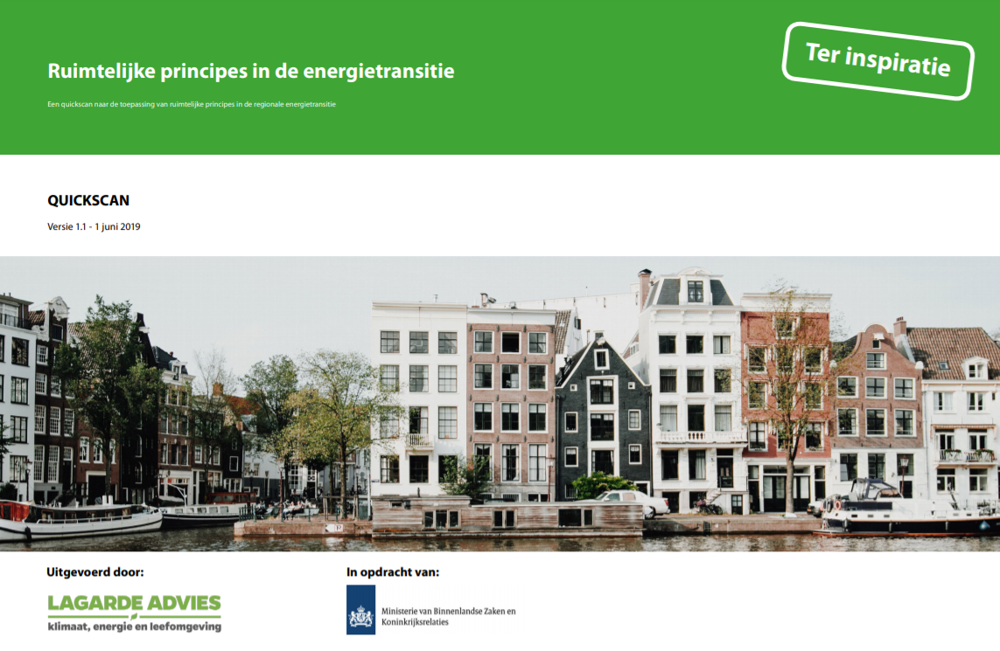 Ruimtelijke principes in de energietransitie
Ter inspiratie
Een quickscan naar de toepassing van ruimtelijke principes in de regionale energietransitie
QUICKSCAN
Versie 1.1 - 1 juni 2019
Uitgevoerd door:
LAGARDE ADVIES
klimaat, energie en leefomgeving
In opdracht van:
Ministerie van Binnenlandse Zaken en
Koninkrijksrelaties